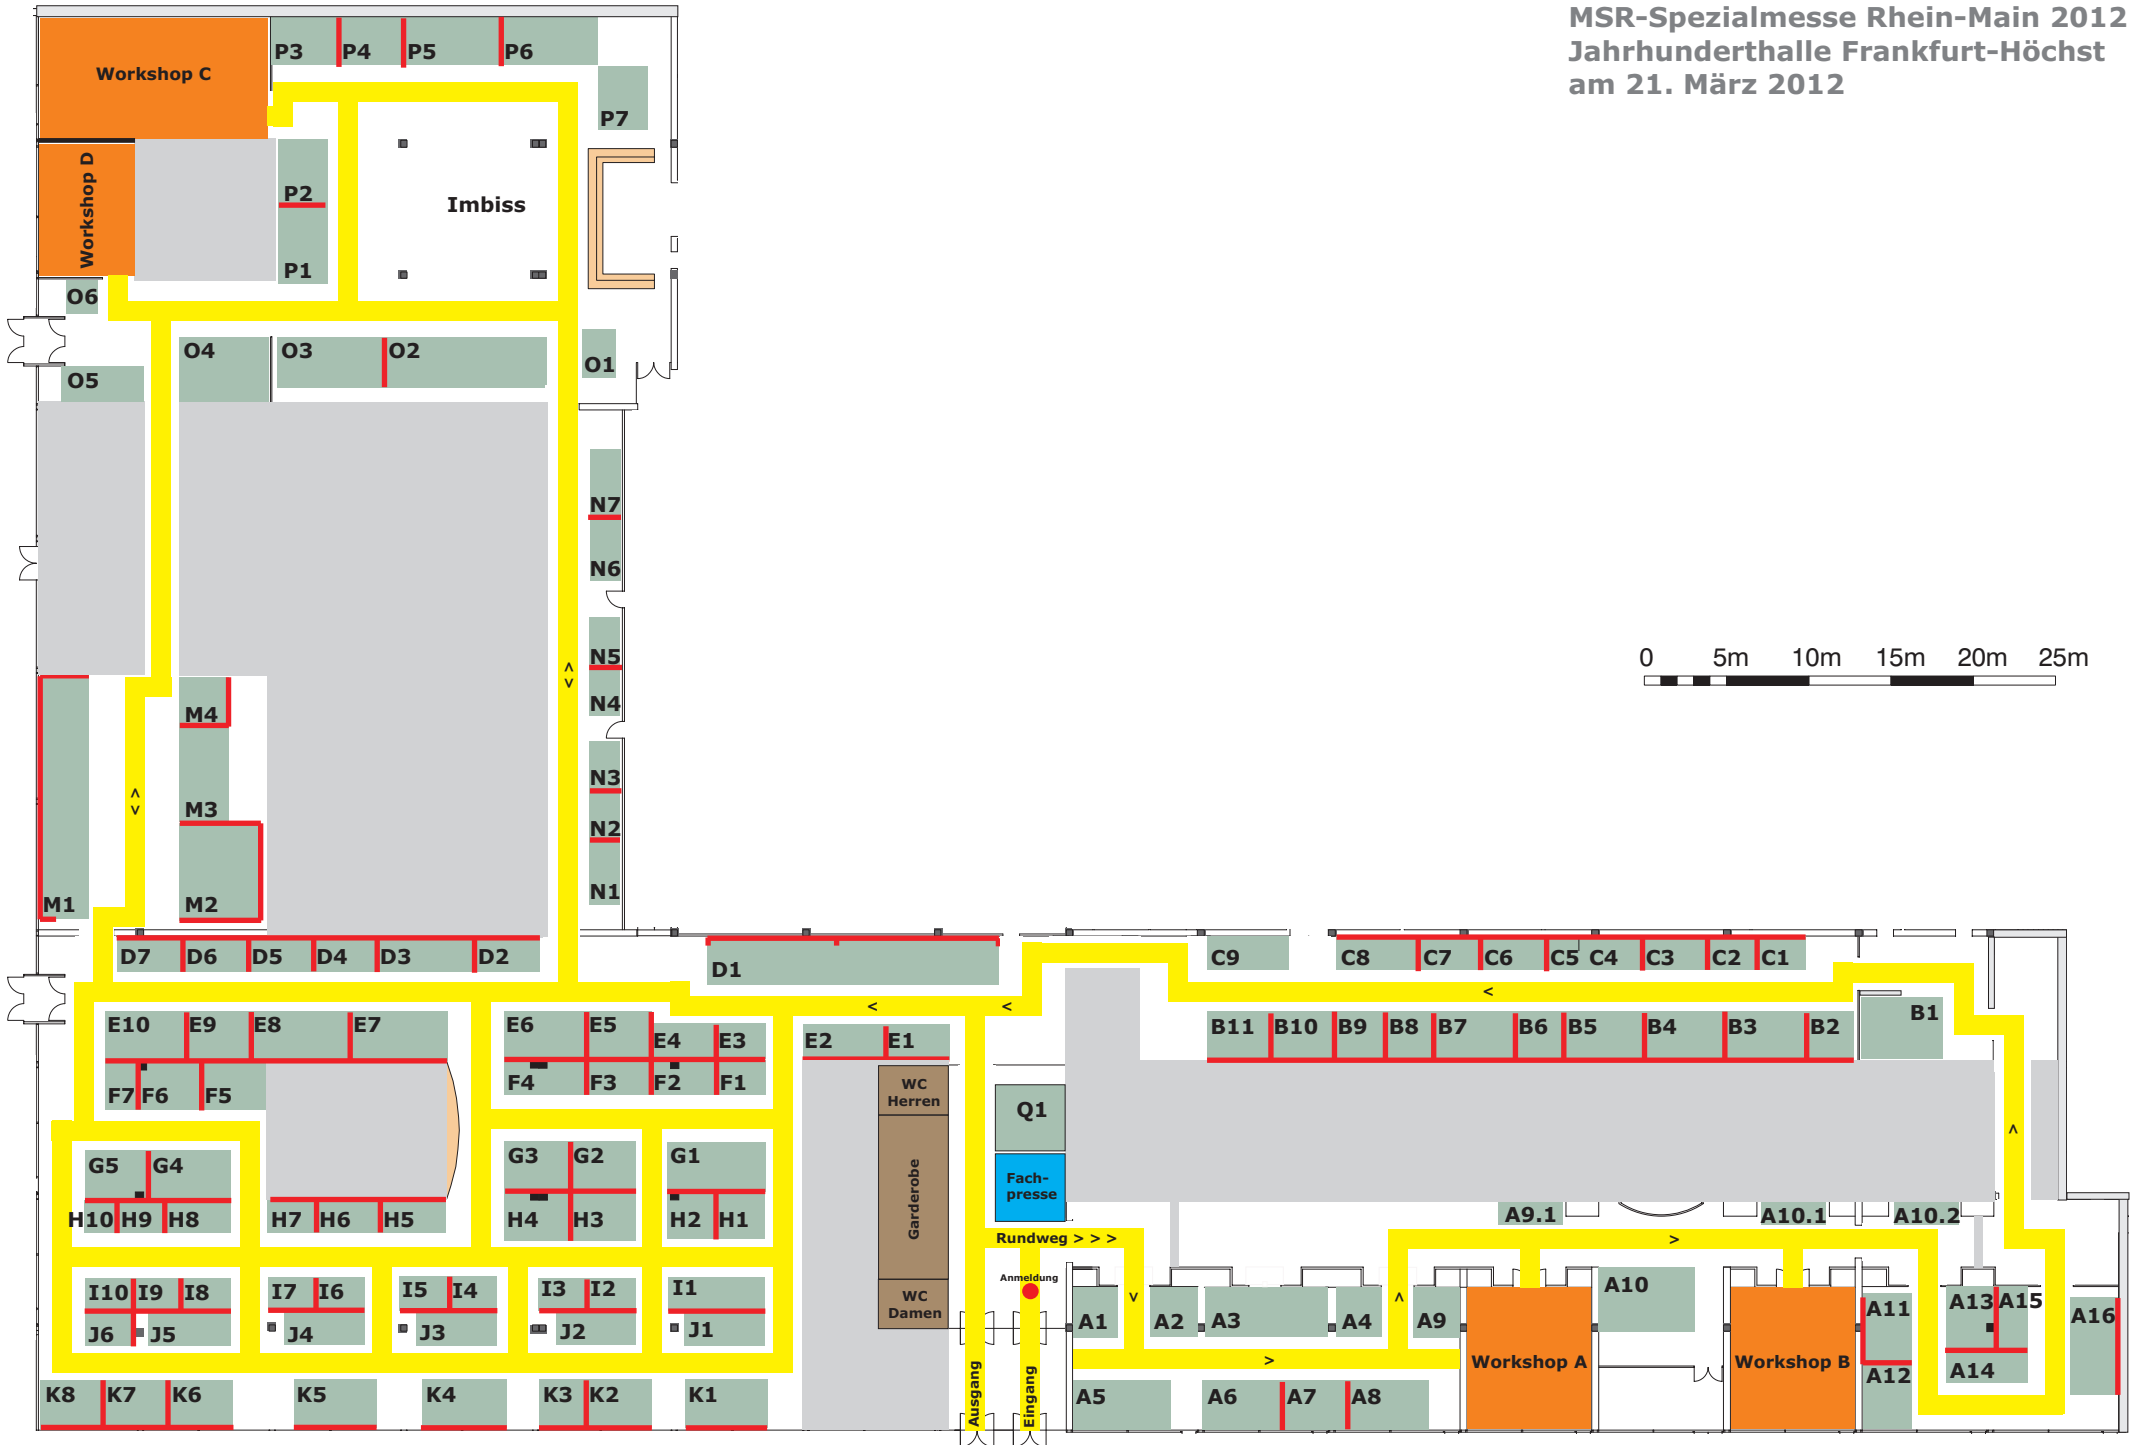 MSR-Spezialmesse Rhein-Main 2012
Jahrhunderthalle Frankfurt-Höchst
am 21. März 2012
P3 P4 P5 P6
Workshop C
P7
Workshop D
P2
Imbiss
P1
O6
O4 O3 O2
O1
O5
N7
N6
0 5m 10m 15m 20m 25m
N5
>>
N4
M4
N3
>>
M3
N2
N1
M1 M2
D7 D6 D5 D4 D3 D2
D1
C9 C8 C7 C6 C5 C4 C3 C2 C1
< < <
E10 E9 E8 E7 E6 E5
E4 E3 E2 E1
B11 B10 B9 B8 B7 B6 B5 B4 B3 B2 B1
F7 F6 F5 F4 F3 F2 F1
WC
Herren
Q1
>
G5 G4 G3 G2 G1
Garderobe
Fach-
presse
H10 H9 H8 H7 H6 H5 H4 H3 H2 H1
A9.1 A10.1 A10.2
Rundweg > > >
>
Anmeldung
I10 I9 I8 I7 I6 I5 I4 I3 I2 I1
WC
Damen
A10
> >
A1 A2 A3 A4 A9
A11 A13 A15 A16
J6 J5 J4 J3 J2 J1
>
Workshop A
Workshop B
A12 A14
Ausgang
Eingang
K8 K7 K6 K5 K4 K3 K2 K1
A5 A6 A7 A8